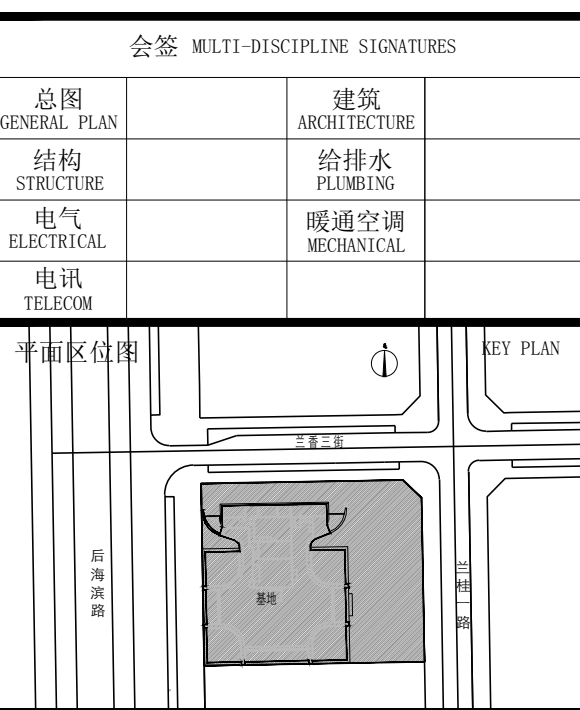 会签 MULTI-DISCIPLINE SIGNATURES
总图
GENERAL PLAN
建筑
ARCHITECTURE
结构
STRUCTURE
给排水
PLUMBING
电气
ELECTRICAL
暖通空调
MECHANICAL
电讯
TELECOM
平面区位图
KEY PLAN
兰香三街
后海滨路
基地
兰桂一路